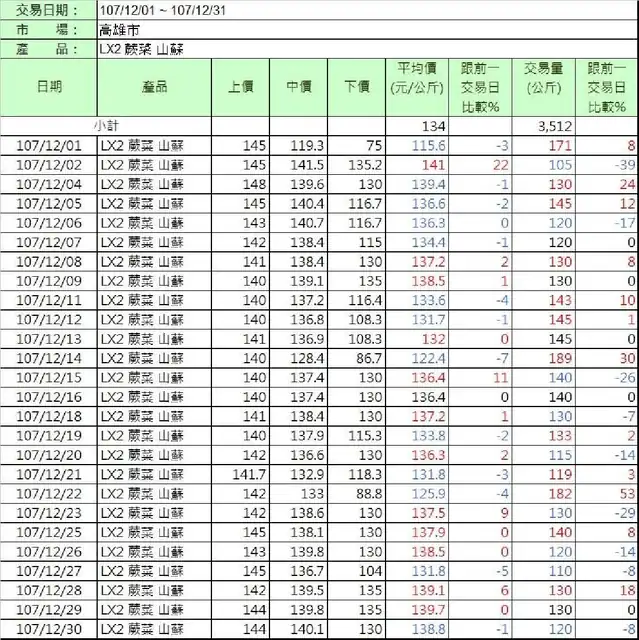 交易日期： 107/12/01 ~ 107/12/31
市　　場： 高雄市
產　　品： LX2 蕨菜 山蘇
日期 產品 上價 中價 下價 平均價(元/公斤) 跟前一交易日比較% 交易量(公斤) 跟前一交易日比較%
小計 134 3,512
107/12/01 LX2 蕨菜 山蘇 145 119.3 75 115.6 -3 171 8
107/12/02 LX2 蕨菜 山蘇 145 141.5 135.2 141 22 105 -39
107/12/04 LX2 蕨菜 山蘇 148 139.6 130 139.4 -1 130 24
107/12/05 LX2 蕨菜 山蘇 145 140.4 116.7 136.6 -2 145 12
107/12/06 LX2 蕨菜 山蘇 143 140.7 116.7 136.3 0 120 -17
107/12/07 LX2 蕨菜 山蘇 142 138.4 115 134.4 -1 120 0
107/12/08 LX2 蕨菜 山蘇 141 138.4 130 137.2 2 130 8
107/12/09 LX2 蕨菜 山蘇 140 139.1 135 138.5 1 130 0
107/12/11 LX2 蕨菜 山蘇 140 137.2 116.4 133.6 -4 143 10
107/12/12 LX2 蕨菜 山蘇 140 136.8 108.3 131.7 -1 145 1
107/12/13 LX2 蕨菜 山蘇 141 136.9 108.3 132 0 145 0
107/12/14 LX2 蕨菜 山蘇 140 128.4 86.7 122.4 -7 189 30
107/12/15 LX2 蕨菜 山蘇 140 137.4 130 136.4 11 140 -26
107/12/16 LX2 蕨菜 山蘇 140 137.4 130 136.4 0 140 0
107/12/18 LX2 蕨菜 山蘇 141 138.4 130 137.2 1 130 -7
107/12/19 LX2 蕨菜 山蘇 140 137.9 115.3 133.8 -2 133 2
107/12/20 LX2 蕨菜 山蘇 142 136.6 130 136.3 2 115 -14
107/12/21 LX2 蕨菜 山蘇 141.7 132.9 118.3 131.8 -3 119 3
107/12/22 LX2 蕨菜 山蘇 142 133 88.8 125.9 -4 182 53
107/12/23 LX2 蕨菜 山蘇 142 138.6 130 137.5 9 130 -29
107/12/25 LX2 蕨菜 山蘇 145 138.1 130 137.9 0 140 8
107/12/26 LX2 蕨菜 山蘇 143 139.8 130 138.5 0 120 -14
107/12/27 LX2 蕨菜 山蘇 145 136.7 104 131.8 -5 110 -8
107/12/28 LX2 蕨菜 山蘇 142 139.5 135 139.1 6 130 18
107/12/29 LX2 蕨菜 山蘇 144 139.8 135 139.7 0 130 0
107/12/30 LX2 蕨菜 山蘇 144 140.1 130 138.8 -1 120 -8